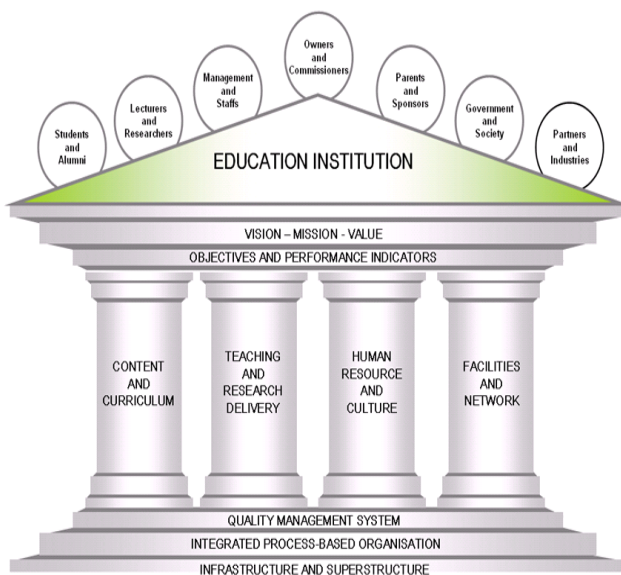 Owners
and
Commissioners
Management
and
Staffs
Parents
and
Sponsors
Lecturers
and
Researchers
Government
and
Society
Students
and
Alumni
Partners
and
Industries
EDUCATION INSTITUTION
VISION – MISSION - VALUE
OBJECTIVES AND PERFORMANCE INDICATORS
CONTENT
AND
CURRICULUM
TEACHING
AND
RESEARCH
DELIVERY
HUMAN
RESOURCE
AND
CULTURE
FACILITIES
AND
NETWORK
QUALITY MANAGEMENT SYSTEM
INTEGRATED PROCESS-BASED ORGANISATION
INFRASTRUCTURE AND SUPERSTRUCTURE